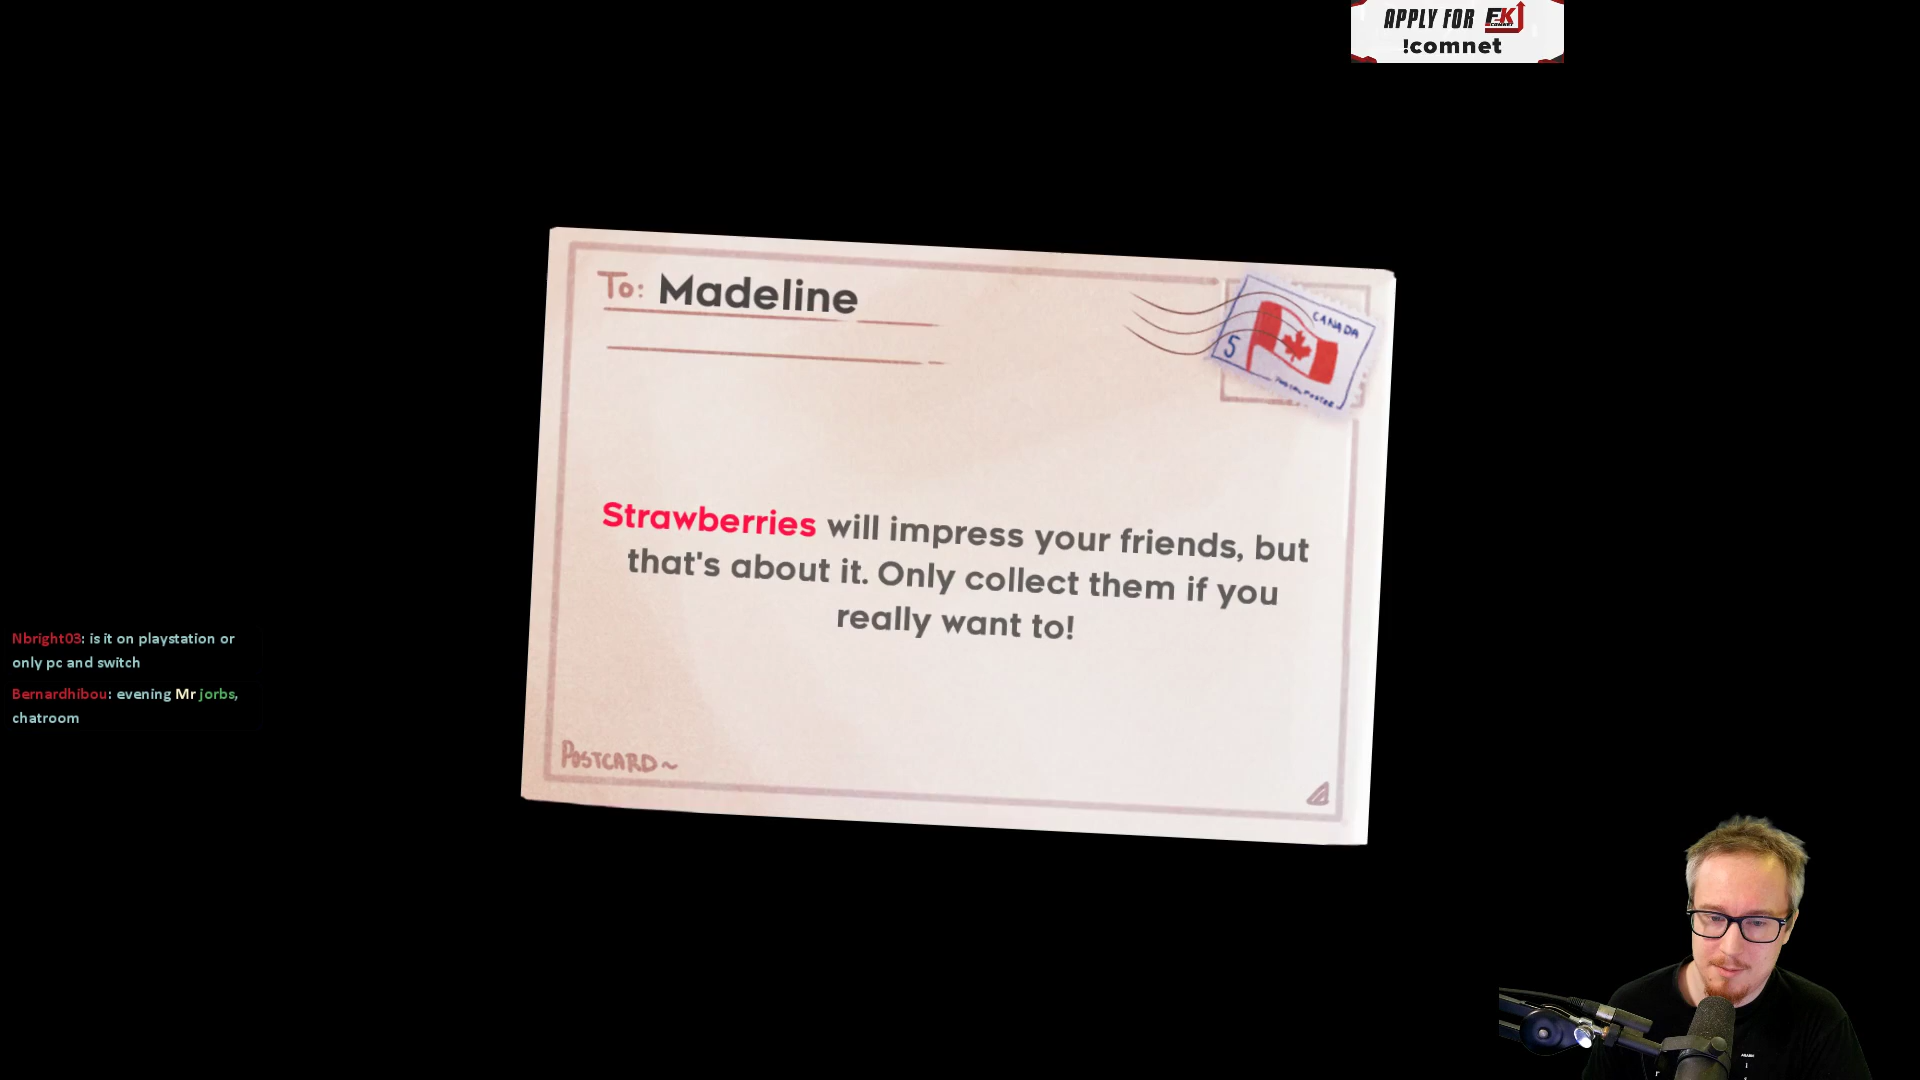 APPLY FOR
!comnet
To: Madeline
CANADA
5
Strawberries will impress your friends, but
that's about it. Only collect them if you
really want to!
POSTCARD~
Nbright03: is it on playstation or
only pc and switch
Bernardhibou: evening Mr jorbs,
chatroom